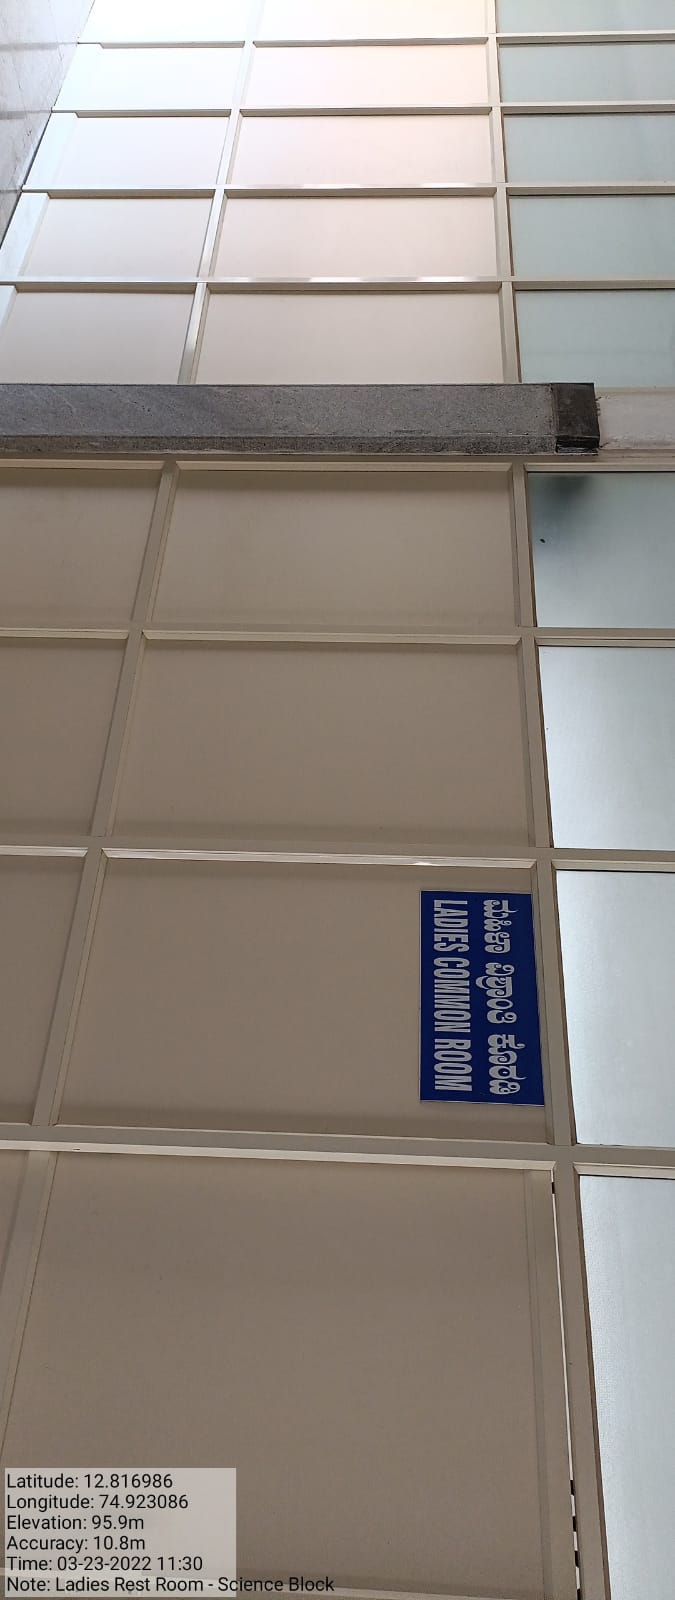 ಮಹಿಳಾ ವಿಶ್ರಾಂತಿ ಕೊಠಡಿ
LADIES COMMON ROOM
Latitude: 12.816986
Longitude: 74.923086
Elevation: 95.9m
Accuracy: 10.8m
Time: 03-23-2022 11:30
Note: Ladies Rest Room - Science Block